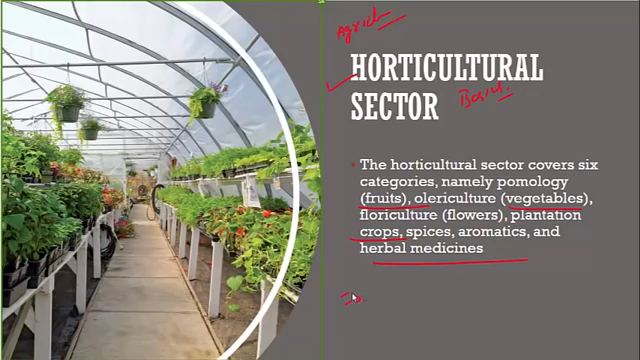 HORTICULTURAL
SECTOR
The horticultural sector covers six
categories, namely pomology
(fruits), olericulture (vegetables),
floriculture (flowers), plantation
crops, spices, aromatics, and
herbal medicines